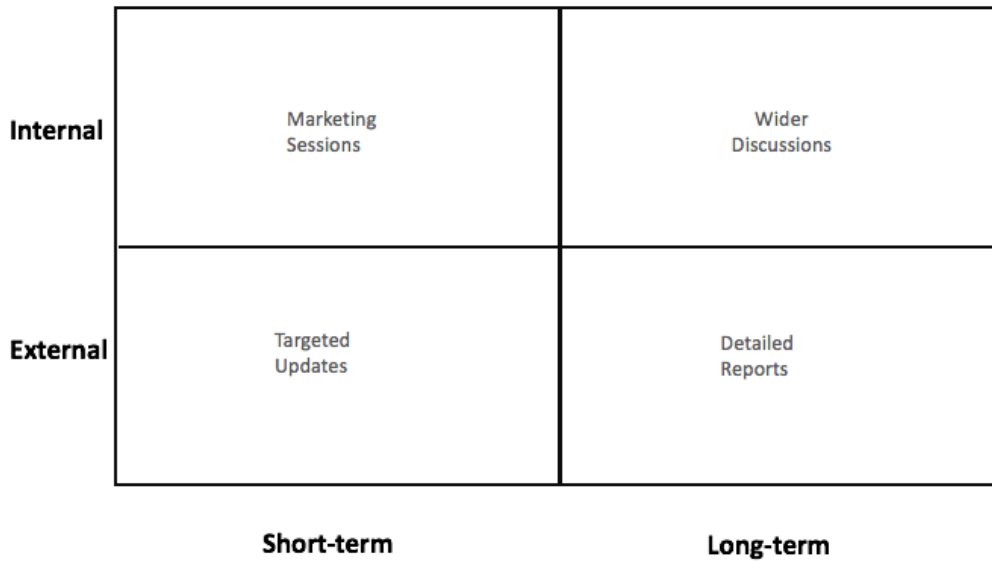 Internal
Marketing
Sessions
Wider
Discussions
External
Targeted
Updates
Detailed
Reports
Short-term
Long-term